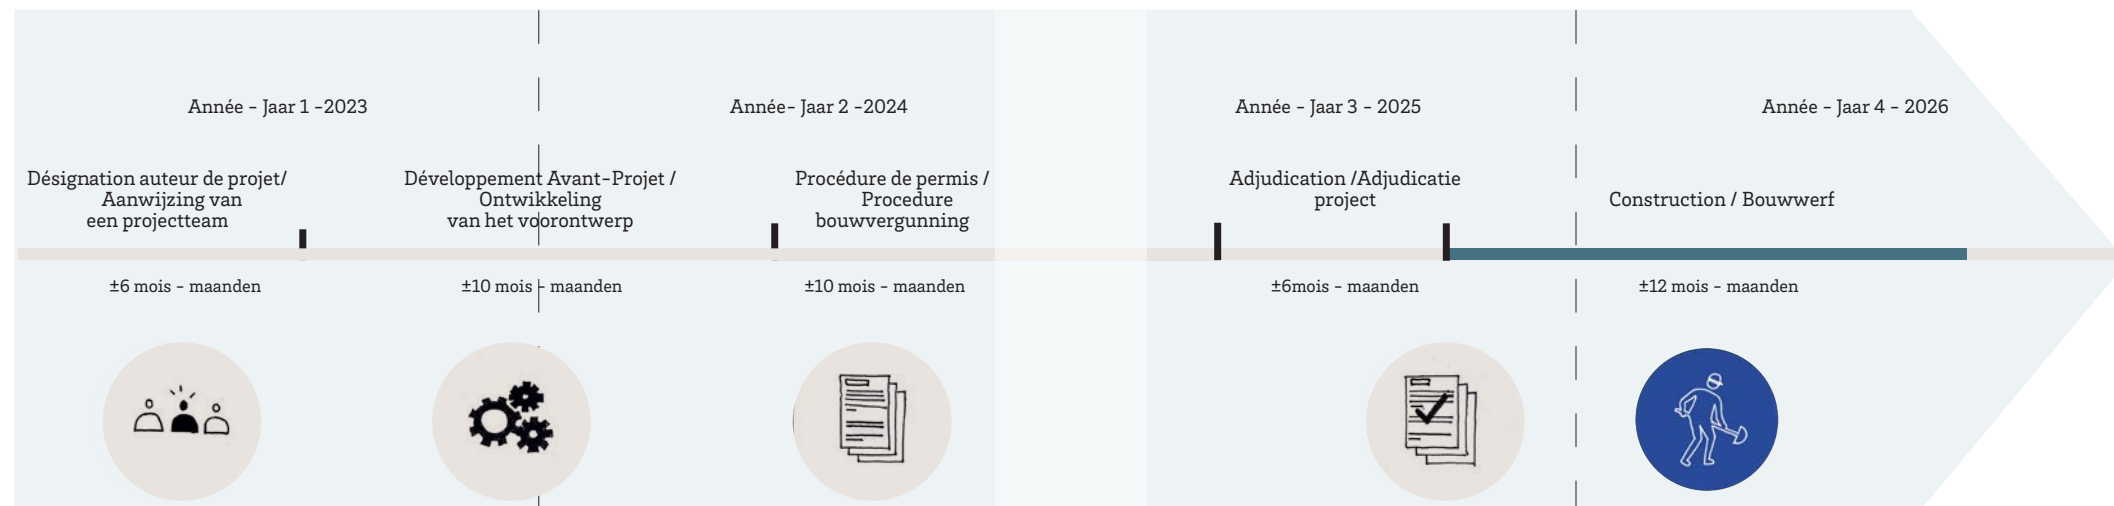 Année - Jaar 1 -2023
Année- Jaar 2 -2024
Année - Jaar 3 - 2025
Année - Jaar 4 - 2026
Désignation auteur de projet/
Aanwijzing van
een projectteam
Développement Avant-Projet /
Ontwikkeling
van het voorontwerp
Procédure de permis /
Procedure
bouwvergunning
Adjudication /Adjudicatie
project
Construction / Bouwwerf
±6 mois - maanden
±10 mois - maanden
±10 mois - maanden
±6mois - maanden
±12 mois - maanden